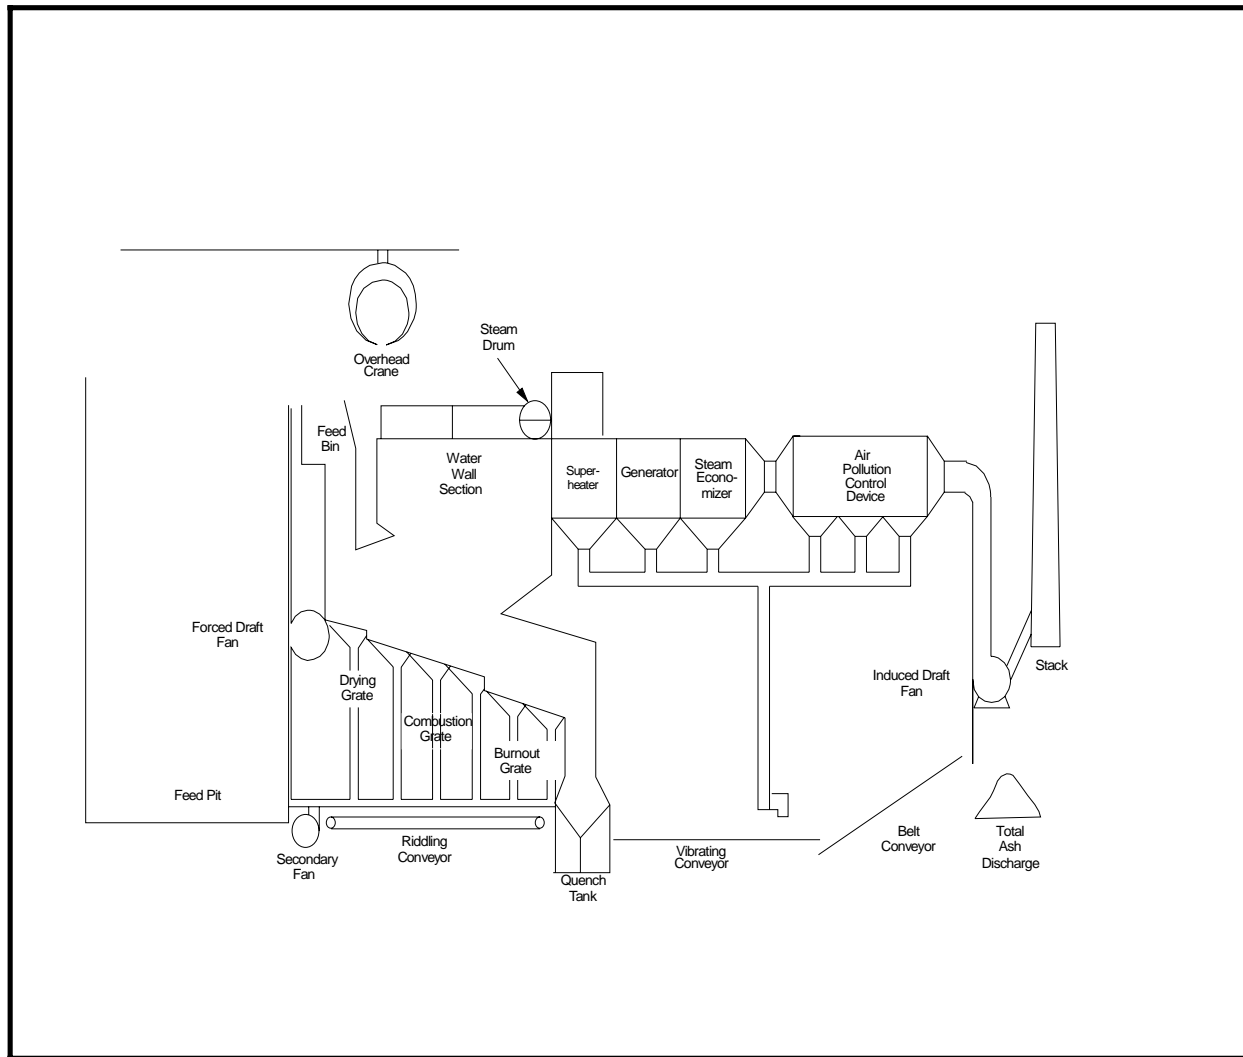 Overhead
Crane
Steam
Drum
Feed
Bin
Water
Wall
Section
Super-
heater
Generator
Steam
Econo-
mizer
Air
Pollution
Control
Device
Forced Draft
Fan
Drying
Grate
Combustion
Grate
Burnout
Grate
Induced Draft
Fan
Stack
Feed Pit
Secondary
Fan
Riddling
Conveyor
Quench
Tank
Vibrating
Conveyor
Belt
Conveyor
Total
Ash
Discharge